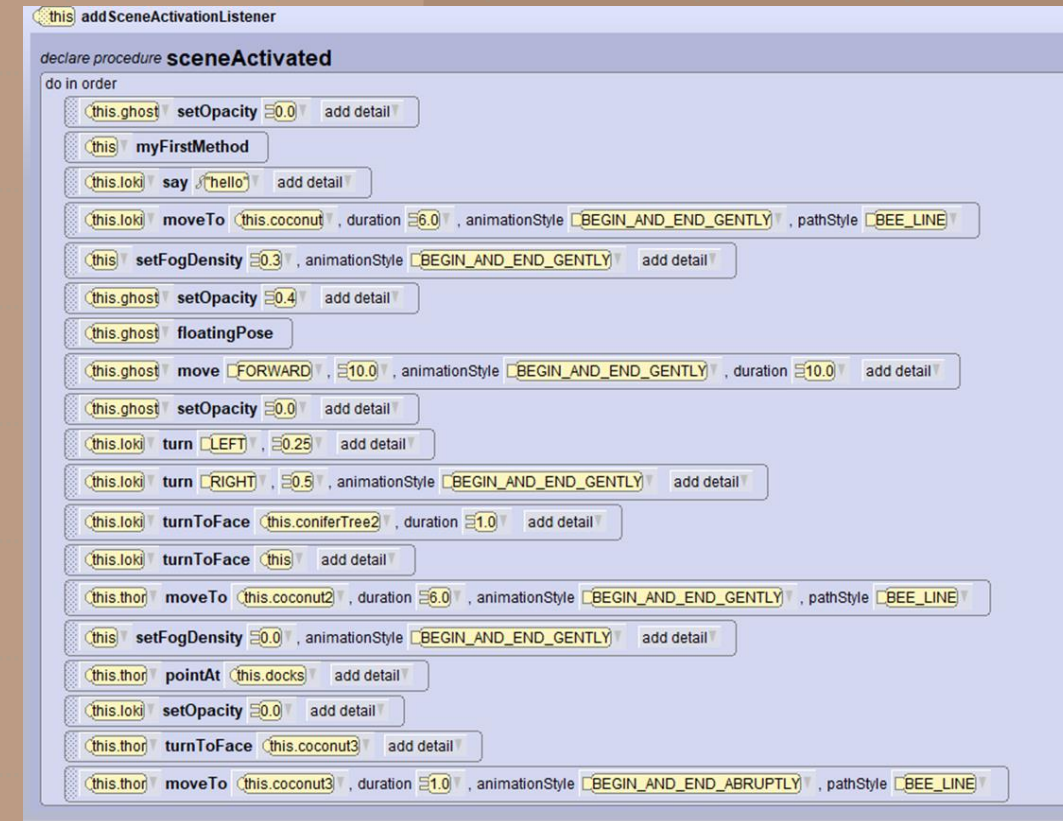 this addSceneActivationListener
declare procedure sceneActivated
do in order
this.ghost setOpacity 0.0 add detail
this myFirstMethod
this.loki say "hello" add detail
this.loki moveTo this.coconut , duration 6.0 , animationStyle BEGIN_AND_END_GENTLY , pathStyle BEE_LINE
this setFogDensity 0.3 , animationStyle BEGIN_AND_END_GENTLY add detail
this.ghost setOpacity 0.4 add detail
this.ghost floatingPose
this.ghost move FORWARD , 10.0 , animationStyle BEGIN_AND_END_GENTLY , duration 10.0 add detail
this.ghost setOpacity 0.0 add detail
this.loki turn LEFT , 0.25 add detail
this.loki turn RIGHT , 0.5 , animationStyle BEGIN_AND_END_GENTLY add detail
this.loki turnToFace this.coniferTree2 , duration 1.0 add detail
this.loki turnToFace this add detail
this.thor moveTo this.coconut2 , duration 6.0 , animationStyle BEGIN_AND_END_GENTLY , pathStyle BEE_LINE
this setFogDensity 0.0 , animationStyle BEGIN_AND_END_GENTLY add detail
this.thor pointAt this.docks add detail
this.loki setOpacity 0.0 add detail
this.thor turnToFace this.coconut3 add detail
this.thor moveTo this.coconut3 , duration 1.0 , animationStyle BEGIN_AND_END_ABRUPTLY , pathStyle BEE_LINE